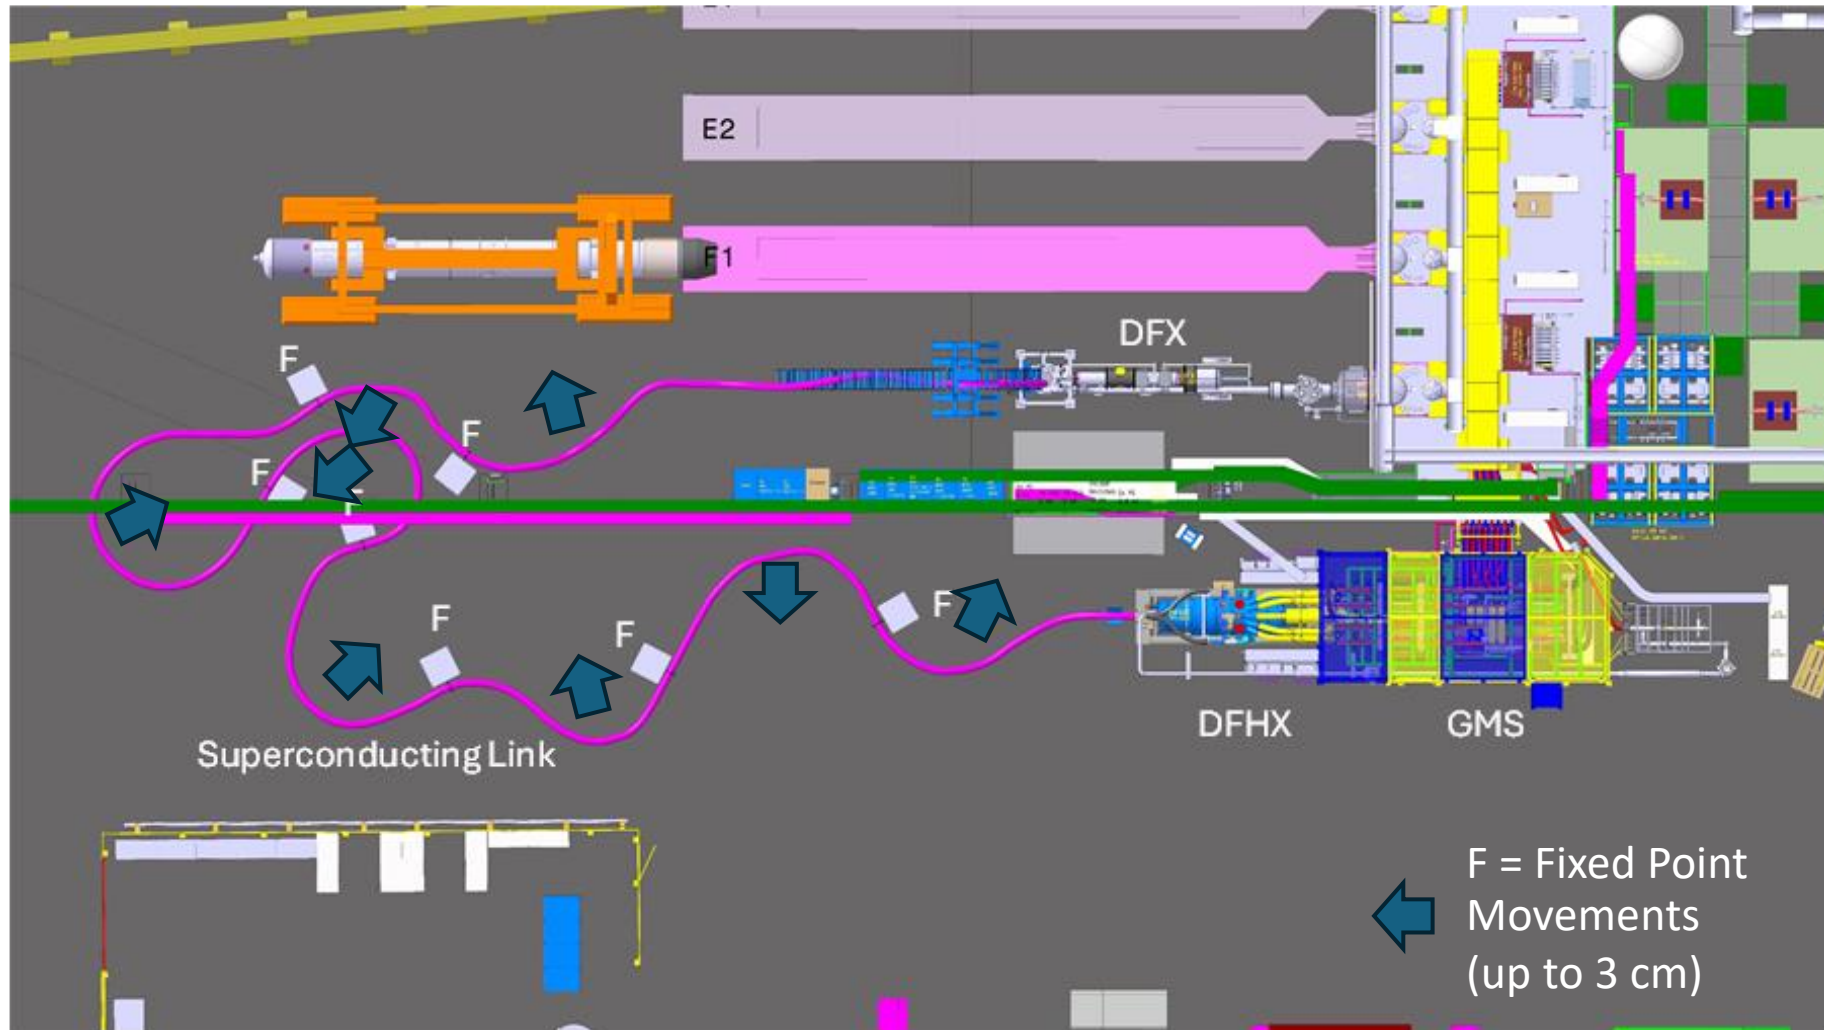 E2
F1
DFX
F
F
F
F
F
F
F
DFHX
GMS
Superconducting Link
F = Fixed Point
Movements
(up to 3 cm)